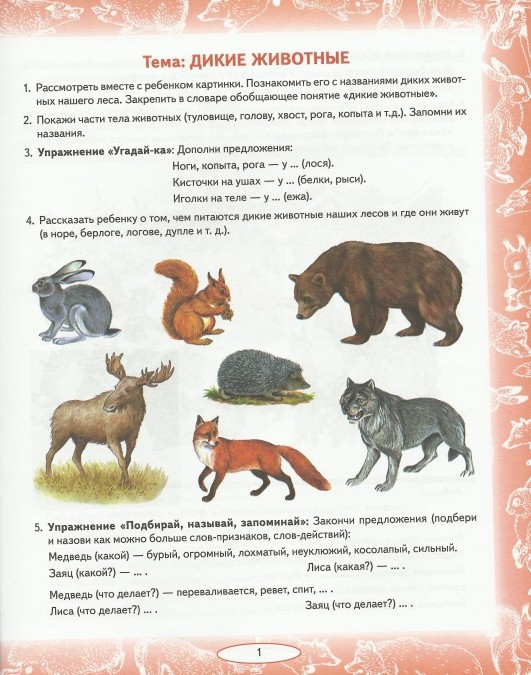 Тема: ДИКИЕ ЖИВОТНЫЕ
1. Рассмотреть вместе с ребенком картинки. Познакомить его с названиями диких живот-
ных нашего леса. Закрепить в словаре обобщающее понятие «дикие животные».
2. Покажи части тела животных (туловище, голову, хвост, рога, копыта и т.д.). Запомни их
названия.
3. Упражнение «Угадай-ка»: Дополни предложения:
Ноги, копыта, рога — у ... (лося).
Кисточки на ушах — у ... (белки, рыси).
Иголки на теле — у ... (ежа).
4. Рассказать ребенку о том, чем питаются дикие животные наших лесов и где они живут
(в норе, берлоге, логове, дупле и т. д.).
5. Упражнение «Подбирай, называй, запоминай»: Закончи предложения (подбери
и назови как можно больше слов-признаков, слов-действий):
Медведь (какой) — бурый, огромный, лохматый, неуклюжий, косолапый, сильный.
Заяц (какой?) — ... . Лиса (какая?) — ... .
Медведь (что делает?) — переваливается, ревет, спит, ... .
Лиса (что делает?) ... . Заяц (что делает?) ... .
1